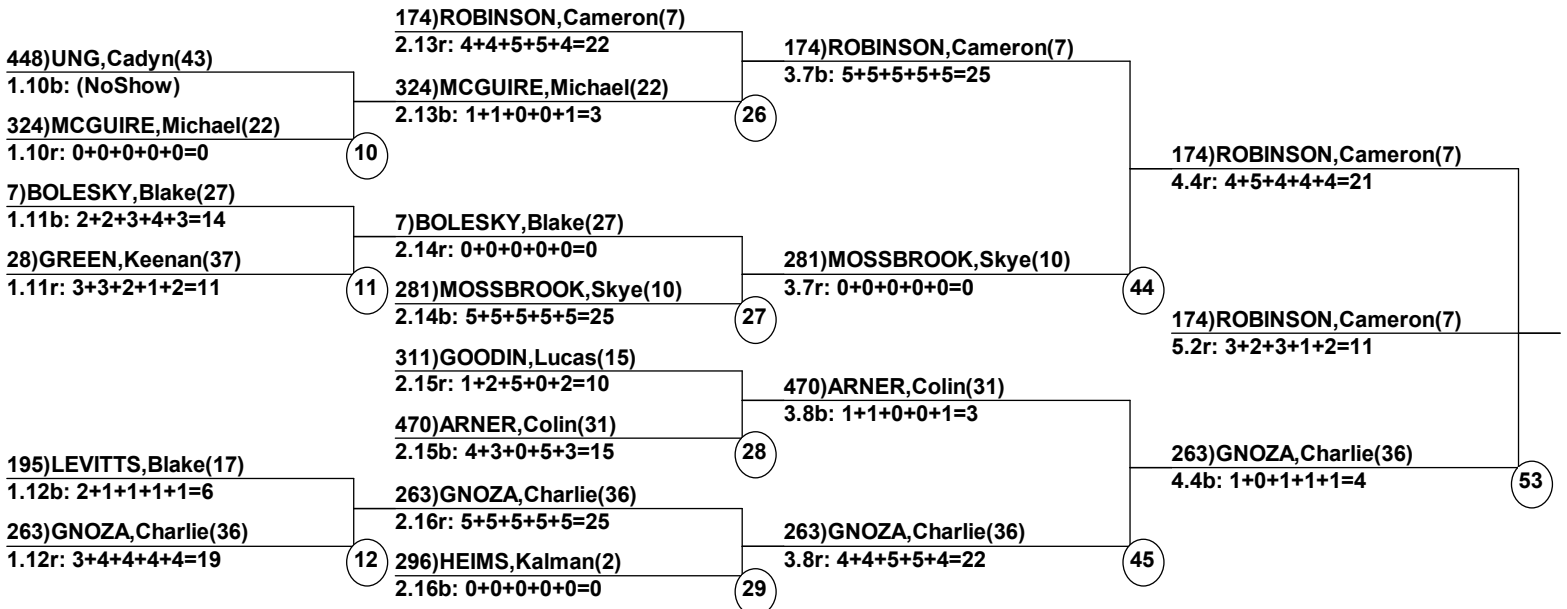 448)UNG,Cadyn(43)
1.10b: (NoShow)
324)MCGUIRE,Michael(22)
1.10r: 0+0+0+0+0=0
10
7)BOLESKY,Blake(27)
1.11b: 2+2+3+4+3=14
28)GREEN,Keenan(37)
1.11r: 3+3+2+1+2=11
11
195)LEVITTS,Blake(17)
1.12b: 2+1+1+1+1=6
263)GNOZA,Charlie(36)
1.12r: 3+4+4+4+4=19
12
174)ROBINSON,Cameron(7)
2.13r: 4+4+5+5+4=22
324)MCGUIRE,Michael(22)
2.13b: 1+1+0+0+1=3
26
7)BOLESKY,Blake(27)
2.14r: 0+0+0+0+0=0
281)MOSSBROOK,Skye(10)
2.14b: 5+5+5+5+5=25
27
311)GOODIN,Lucas(15)
2.15r: 1+2+5+0+2=10
470)ARNER,Colin(31)
2.15b: 4+3+0+5+3=15
28
263)GNOZA,Charlie(36)
2.16r: 5+5+5+5+5=25
296)HEIMS,Kalman(2)
2.16b: 0+0+0+0+0=0
29
174)ROBINSON,Cameron(7)
3.7b: 5+5+5+5+5=25
281)MOSSBROOK,Skye(10)
3.7r: 0+0+0+0+0=0
44
470)ARNER,Colin(31)
3.8b: 1+1+0+0+1=3
263)GNOZA,Charlie(36)
3.8r: 4+4+5+5+4=22
45
174)ROBINSON,Cameron(7)
4.4r: 4+5+4+4+4=21
174)ROBINSON,Cameron(7)
5.2r: 3+2+3+1+2=11
263)GNOZA,Charlie(36)
4.4b: 1+0+1+1+1=4
53